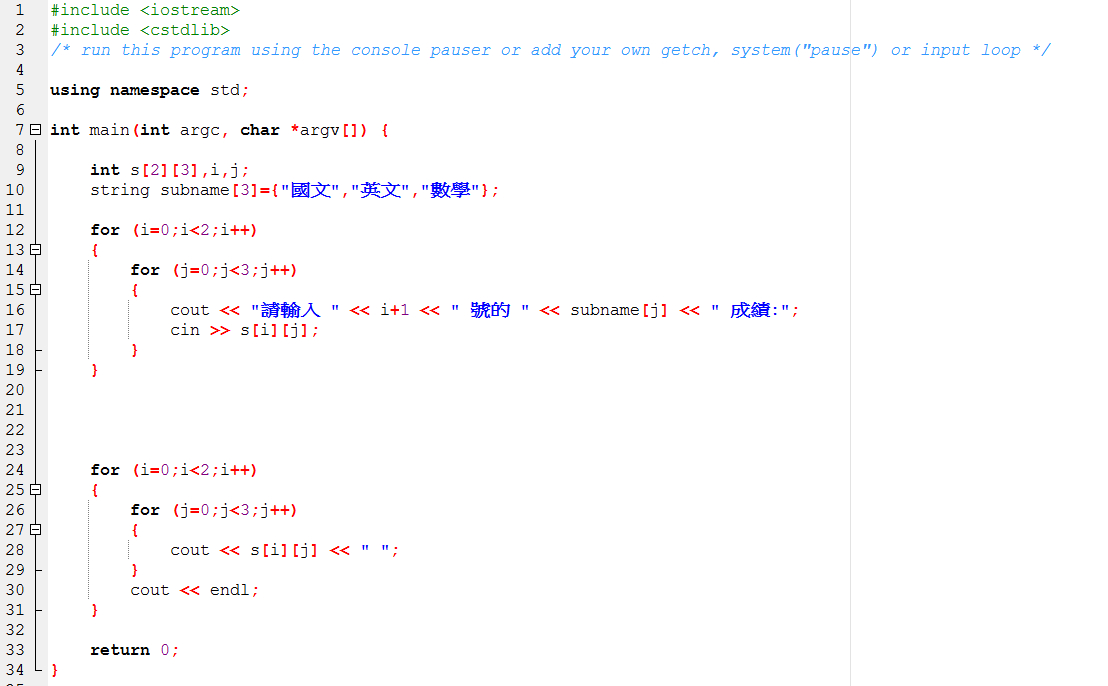 1 #include <iostream>
2 #include <cstdlib>
3 /* run this program using the console pauser or add your own getch, system("pause") or input loop */
4
5 using namespace std;
6
7 int main(int argc, char *argv[]) {
8
9 int s[2][3],i,j;
10 string subname[3]={"國文","英文","數學"};
11
12 for (i=0;i<2;i++)
13 {
14 for (j=0;j<3;j++)
15 {
16 cout << "請輸入 " << i+1 << " 號的 " << subname[j] << " 成績:";
17 cin >> s[i][j];
18 }
19 }
20
21
22
23
24 for (i=0;i<2;i++)
25 {
26 for (j=0;j<3;j++)
27 {
28 cout << s[i][j] << " ";
29 }
30 cout << endl;
31 }
32
33 return 0;
34 }